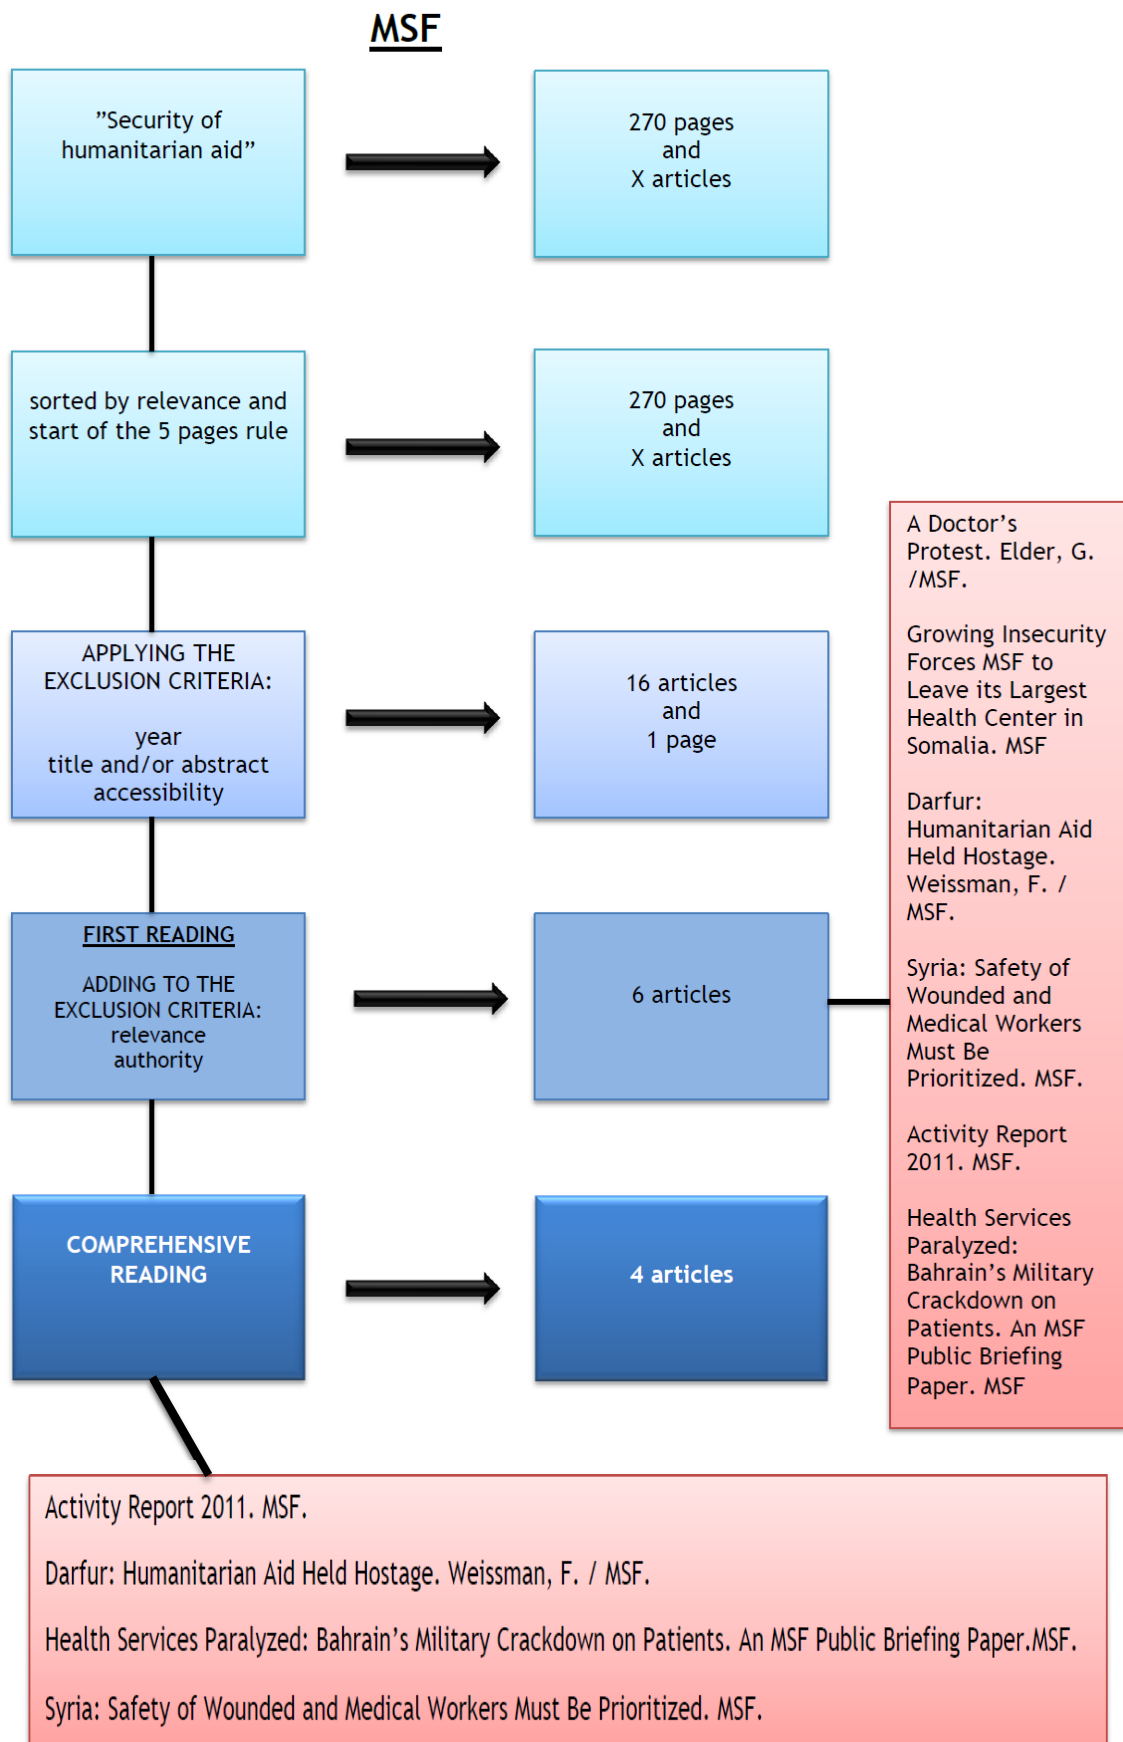 MSF
”Security of
humanitarian aid”
270 pages
and
X articles
sorted by relevance and
start of the 5 pages rule
270 pages
and
X articles
APPLYING THE
EXCLUSION CRITERIA:
year
title and/or abstract
accessibility
16 articles
and
1 page
FIRST READING
ADDING TO THE
EXCLUSION CRITERIA:
relevance
authority
6 articles
A Doctor’s
Protest. Elder, G.
/MSF.
Growing Insecurity
Forces MSF to
Leave its Largest
Health Center in
Somalia. MSF
Darfur:
Humanitarian Aid
Held Hostage.
Weissman, F. /
MSF.
Syria: Safety of
Wounded and
Medical Workers
Must Be
Prioritized. MSF.
Activity Report
2011. MSF.
Health Services
Paralyzed:
Bahrain’s Military
Crackdown on
Patients. An MSF
Public Briefing
Paper. MSF
COMPREHENSIVE
READING
4 articles
Activity Report 2011. MSF.
Darfur: Humanitarian Aid Held Hostage. Weissman, F. / MSF.
Health Services Paralyzed: Bahrain’s Military Crackdown on Patients. An MSF Public Briefing Paper.MSF.
Syria: Safety of Wounded and Medical Workers Must Be Prioritized. MSF.